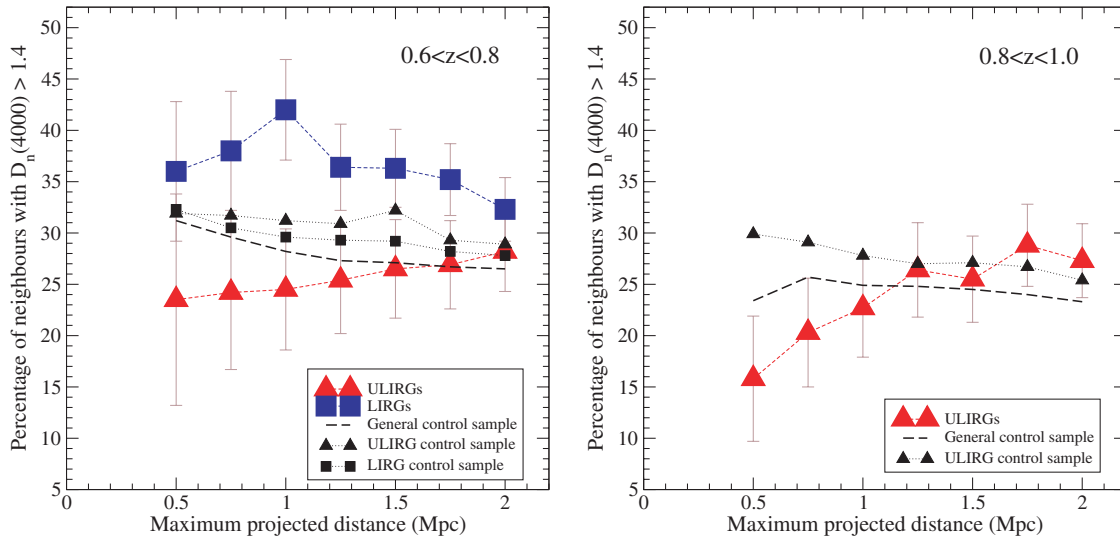 Percentage of neighbours with D_n(4000) > 1.4
50
45
40
35
30
25
20
15
10
5
0.6<z<0.8
ULIRGs
LIRGs
General control sample
ULIRG control sample
LIRG control sample
0 0.5 1 1.5 2
Maximum projected distance (Mpc)
Percentage of neighbours with D_n(4000) > 1.4
50
45
40
35
30
25
20
15
10
5
0.8<z<1.0
ULIRGs
General control sample
ULIRG control sample
0 0.5 1 1.5 2
Maximum projected distance (Mpc)